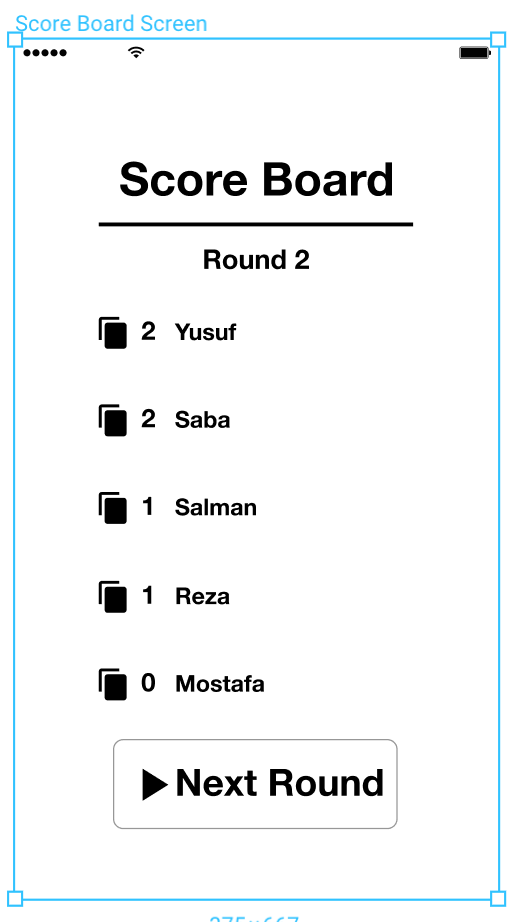 Score Board Screen
Score Board
Round 2
2 Yusuf
2 Saba
1 Salman
1 Reza
0 Mostafa
Next Round
375x667